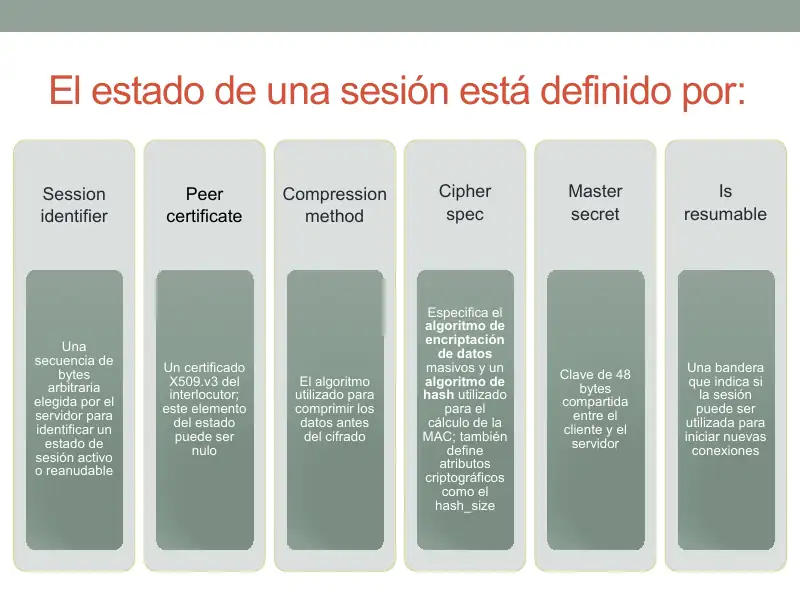 El estado de una sesión está definido por:
Session
identifier
Una
secuencia de
bytes
arbitraria
elegida por el
servidor para
identificar un
estado de
sesión activo
o reanudable
Peer
certificate
Un certificado
X509.v3 del
interlocutor;
este elemento
del estado
puede ser
nulo
Compression
method
El algoritmo
utilizado para
comprimir los
datos antes
del cifrado
Cipher
spec
Especifica el
algoritmo de
encriptación
de datos
masivos y un
algoritmo de
hash utilizado
para el
cálculo de la
MAC; también
define
atributos
criptográficos
como el
hash_size
Master
secret
Clave de 48
bytes
compartida
entre el
cliente y el
servidor
Is
resumable
Una bandera
que indica si
la sesión
puede ser
utilizada para
iniciar nuevas
conexiones